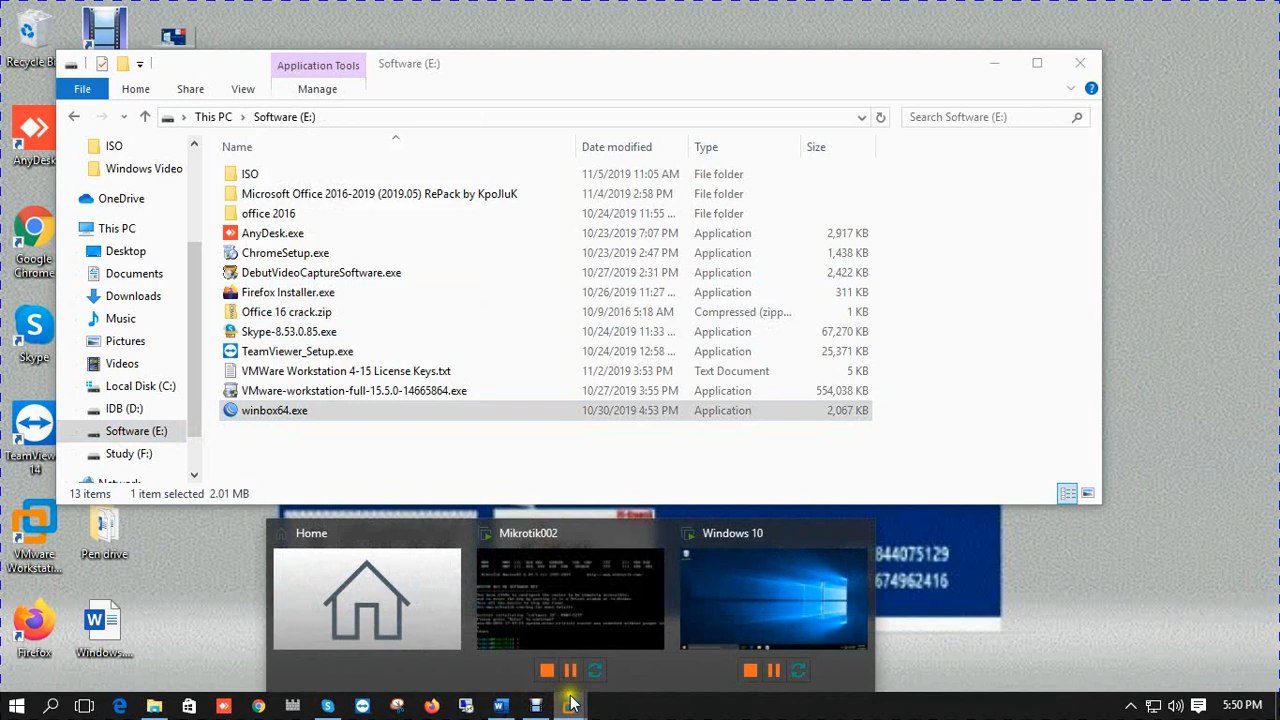 Recycle Bin
Application Tools
Software (E:)
File
Home
Share
View
Manage
This PC
Software (E:)
Search Software (E:)
Name
Date modified
Type
Size
ISO
Windows Video
OneDrive
This PC
Desktop
Documents
Downloads
Music
Pictures
Videos
Local Disk (C:)
IDB (D:)
Software (E:)
Study (F:)
Network
ISO 11/5/2019 11:05 AM File folder
Microsoft Office 2016-2019 (2019.05) RePack by KpoJIuK 11/4/2019 2:58 PM File folder
office 2016 10/24/2019 11:55 ... File folder
AnyDesk.exe 10/23/2019 7:07 PM Application 2,917 KB
ChromeSetup.exe 10/23/2019 2:47 PM Application 1,438 KB
DebutVideoCaptureSoftware.exe 10/27/2019 2:31 PM Application 2,422 KB
Firefox Installer.exe 10/26/2019 11:27 ... Application 311 KB
Office 16 crack.zip 10/9/2016 5:18 AM Compressed (zipp... 1 KB
Skype-8.53.0.85.exe 10/24/2019 11:33 ... Application 67,270 KB
TeamViewer_Setup.exe 10/24/2019 12:58 ... Application 25,371 KB
VMWare Workstation 4-15 License Keys.txt 11/2/2019 3:53 PM Text Document 5 KB
VMware-workstation-full-15.5.0-14665864.exe 10/27/2019 3:55 PM Application 554,038 KB
winbox64.exe 10/30/2019 4:53 PM Application 2,067 KB
13 items 1 item selected 2.01 MB
AnyDesk
Google
Chrome
Skype
TeamViewer
14
VMware
Workstati...
Pen drive
Firefox
Windows....
Home
Mikrotik002
Windows 10
844075129
674962416
5:50 PM